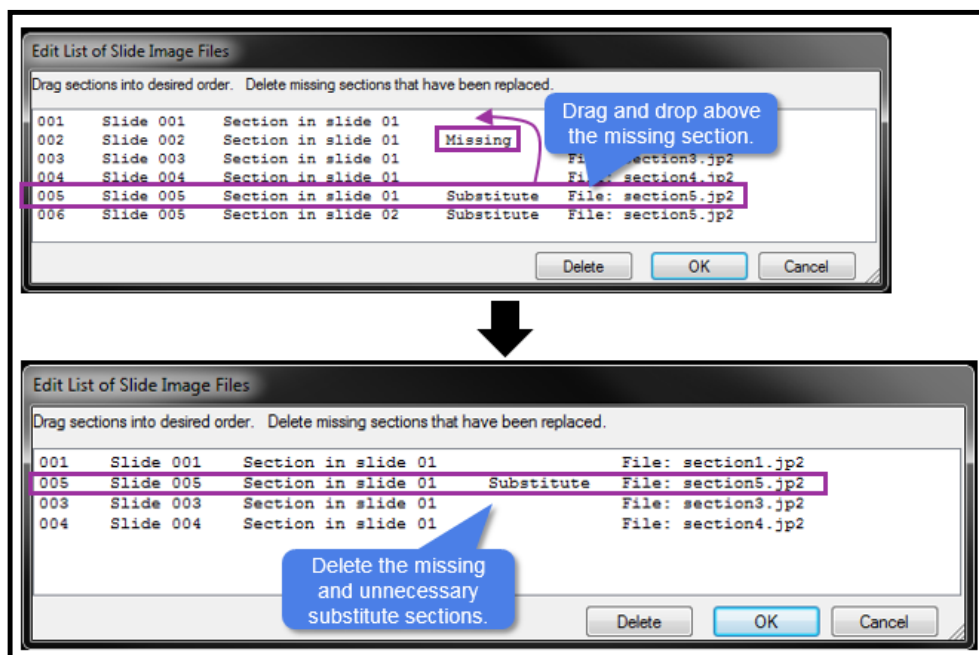 Edit List of Slide Image Files
Drag sections into desired order. Delete missing sections that have been replaced.
001 Slide 001 Section in slide 01
002 Slide 002 Section in slide 01 Missing
003 Slide 003 Section in slide 01 section3.jp2
004 Slide 004 Section in slide 01 File: section4.jp2
005 Slide 005 Section in slide 01 Substitute File: section5.jp2
006 Slide 005 Section in slide 02 Substitute File: section5.jp2
Drag and drop above
the missing section.
Delete OK Cancel
Edit List of Slide Image Files
Drag sections into desired order. Delete missing sections that have been replaced.
001 Slide 001 Section in slide 01 File: section1.jp2
005 Slide 005 Section in slide 01 Substitute File: section5.jp2
003 Slide 003 Section in slide 01 File: section3.jp2
004 Slide 004 Section in slide 01 File: section4.jp2
Delete the missing
and unnecessary
substitute sections.
Delete OK Cancel